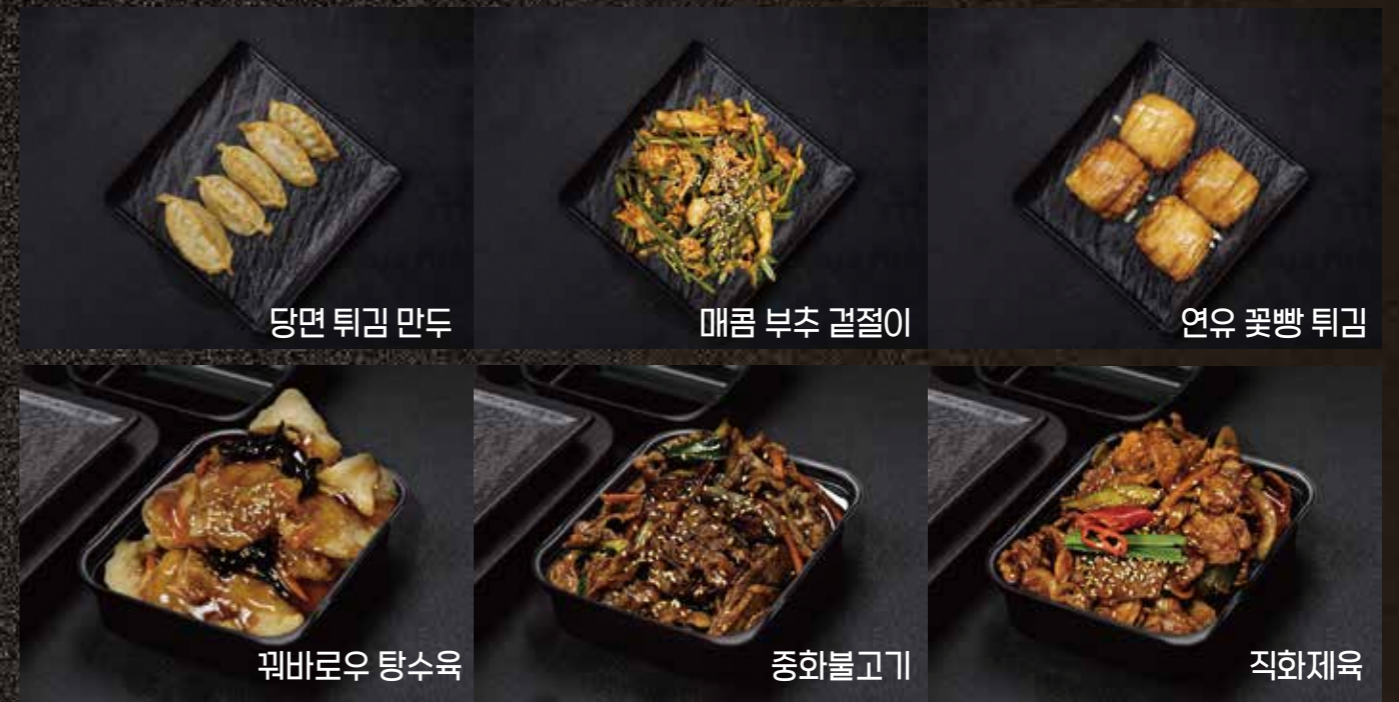 당면 튀김 만두
매콤 부추 겉절이
연유 꽃빵 튀김
꿔바로우 탕수육
중화불고기
직화제육